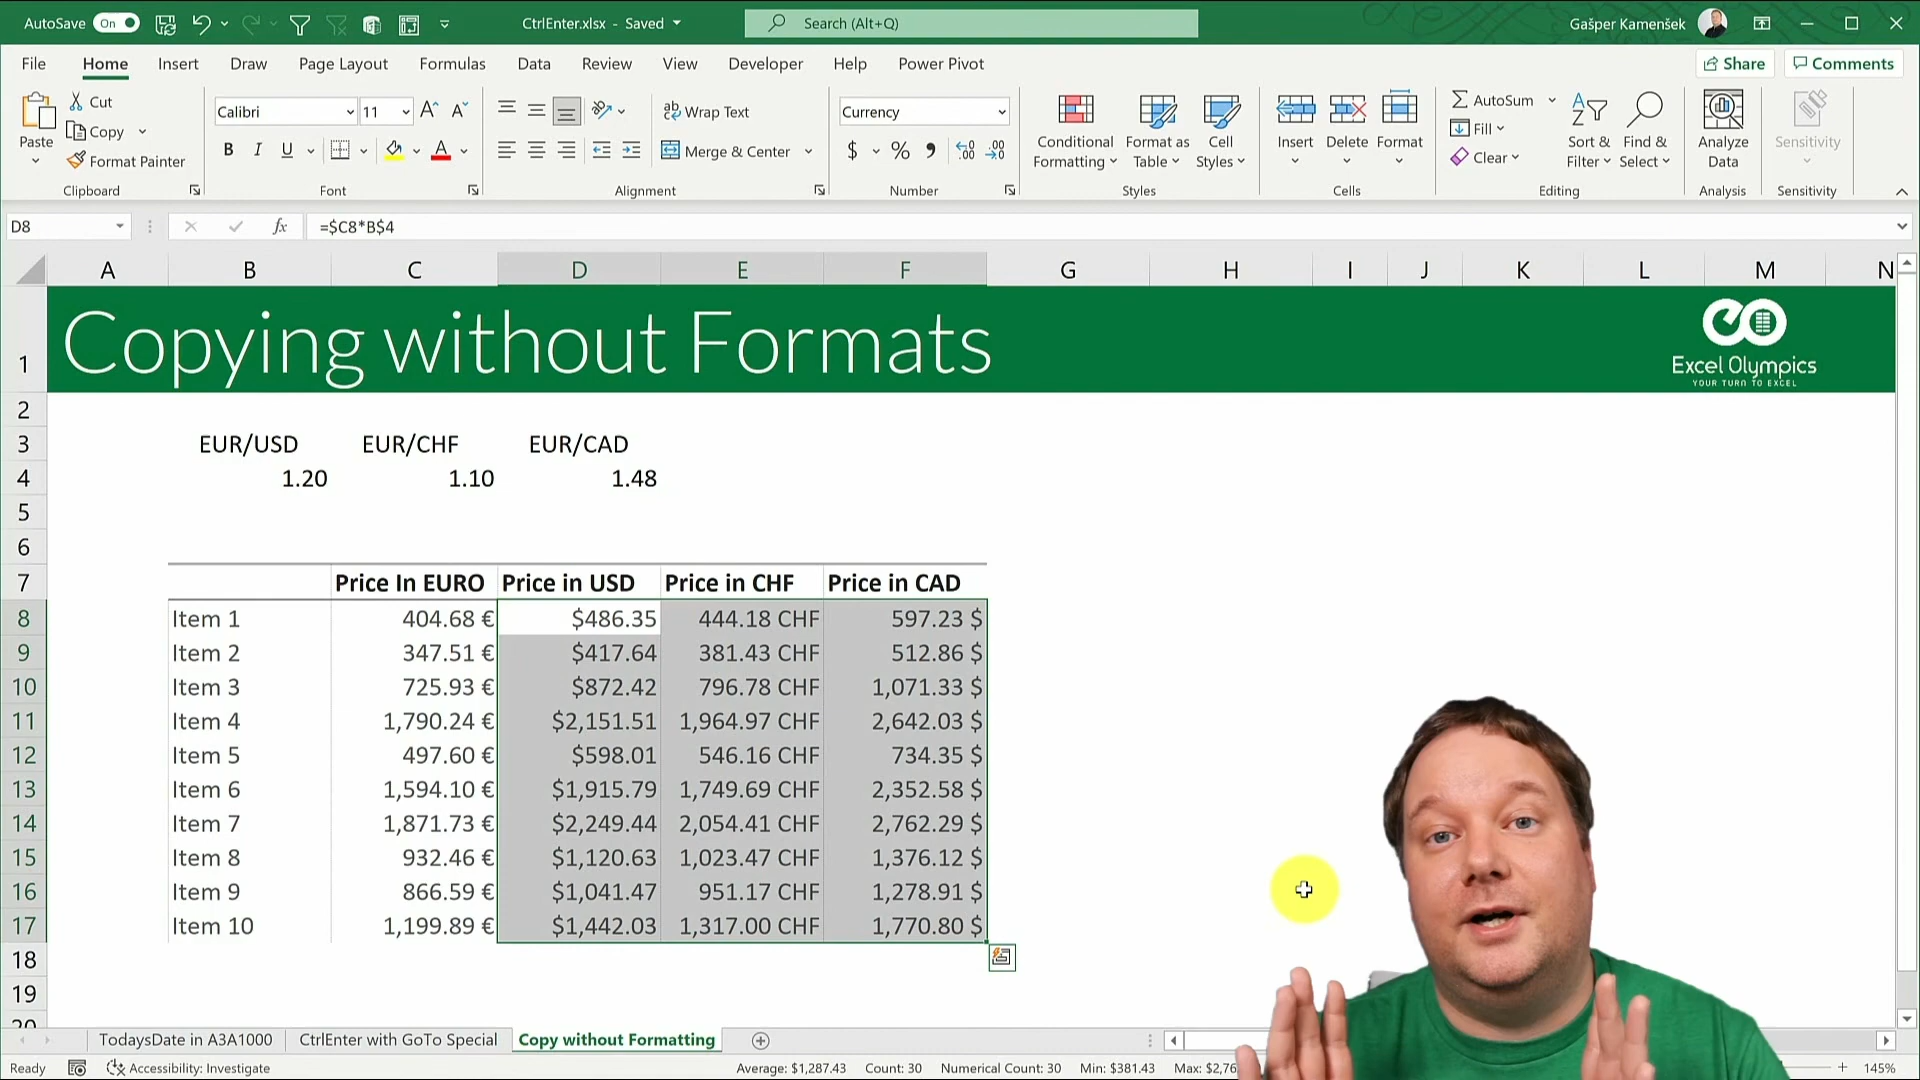 AutoSave On CtrlEnter.xlsx - Saved Search (Alt+Q) Gašper Kamenšek
File Home Insert Draw Page Layout Formulas Data Review View Developer Help Power Pivot Share Comments
Paste Cut Copy Format Painter Clipboard
Calibri 11 B I U A Font
Wrap Text Merge & Center Alignment
Currency $ % Number
Conditional Formatting Format as Table Cell Styles Styles
Insert Delete Format Cells
AutoSum Fill Clear Sort & Filter Find & Select Editing
Analyze Data Analysis
Sensitivity Sensitivity
D8 fx =$C8*B$4
A B C D E F G H I J K L M N
1 Copying without Formats Excel Olympics
YOUR TURN TO EXCEL
2
3 EUR/USD EUR/CHF EUR/CAD
4 1.20 1.10 1.48
5
6
7 Price In EURO Price in USD Price in CHF Price in CAD
8 Item 1 404.68 € $486.35 444.18 CHF 597.23 $
9 Item 2 347.51 € $417.64 381.43 CHF 512.86 $
10 Item 3 725.93 € $872.42 796.78 CHF 1,071.33 $
11 Item 4 1,790.24 € $2,151.51 1,964.97 CHF 2,642.03 $
12 Item 5 497.60 € $598.01 546.16 CHF 734.35 $
13 Item 6 1,594.10 € $1,915.79 1,749.69 CHF 2,352.58 $
14 Item 7 1,871.73 € $2,249.44 2,054.41 CHF 2,762.29 $
15 Item 8 932.46 € $1,120.63 1,023.47 CHF 1,376.12 $
16 Item 9 866.59 € $1,041.47 951.17 CHF 1,278.91 $
17 Item 10 1,199.89 € $1,442.03 1,317.00 CHF 1,770.80 $
18
19
20
TodaysDate in A3A1000 CtrlEnter with GoTo Special Copy without Formatting
Ready Accessibility: Investigate Average: $1,287.43 Count: 30 Numerical Count: 30 Min: $381.43 Max: $2,76 145%